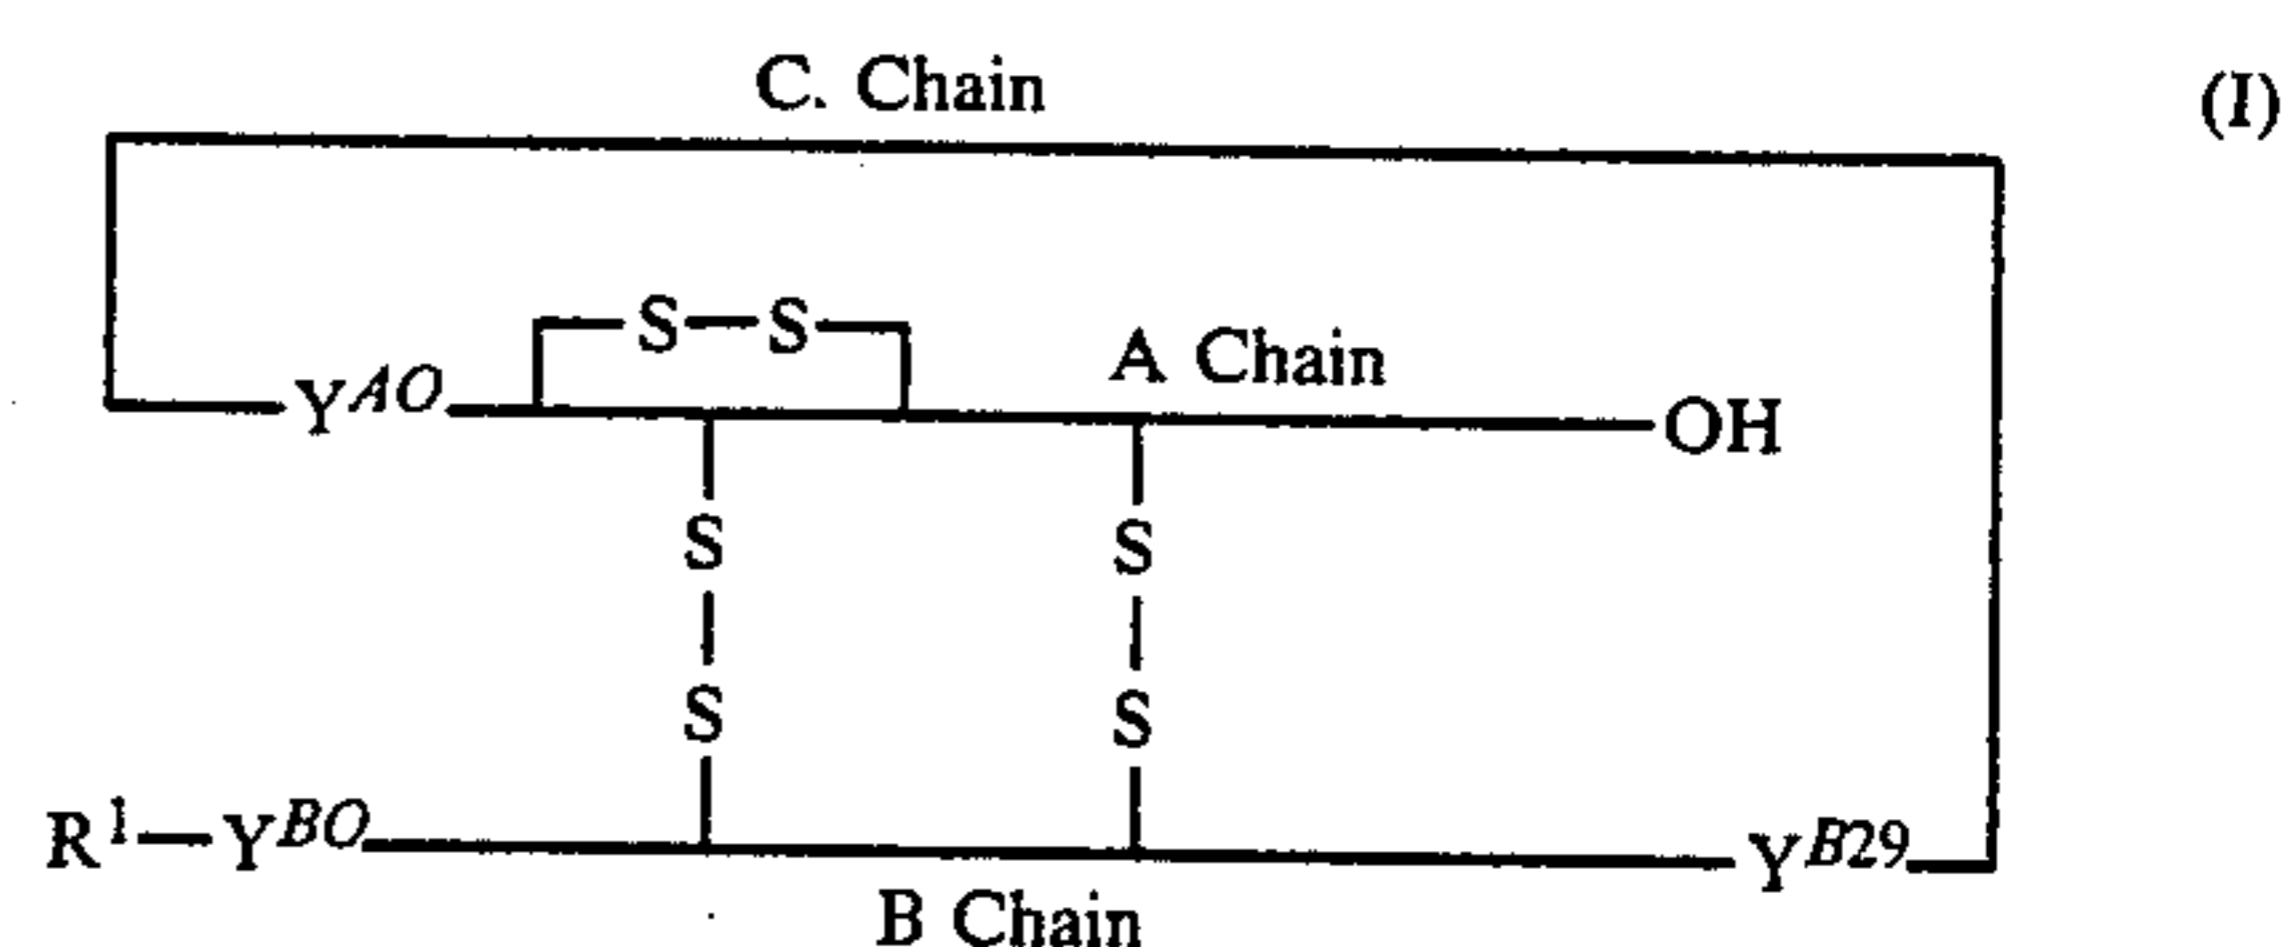 C. Chain
(I)
S—S
A Chain
Y^AO
OH
S S
S S
R^1—Y^BO
Y^B29
B Chain